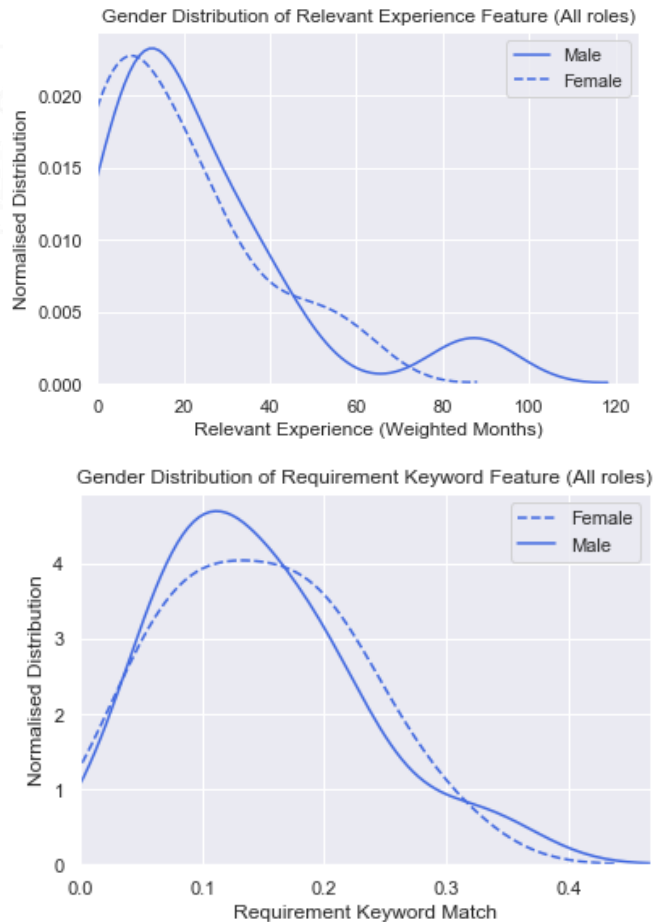 Gender Distribution of Relevant Experience Feature (All roles)
Male
Female
Normalised Distribution
0.020
0.015
0.010
0.005
0.000
0 20 40 60 80 100 120
Relevant Experience (Weighted Months)
Gender Distribution of Requirement Keyword Feature (All roles)
Female
Male
Normalised Distribution
4
3
2
1
0
0.0 0.1 0.2 0.3 0.4
Requirement Keyword Match